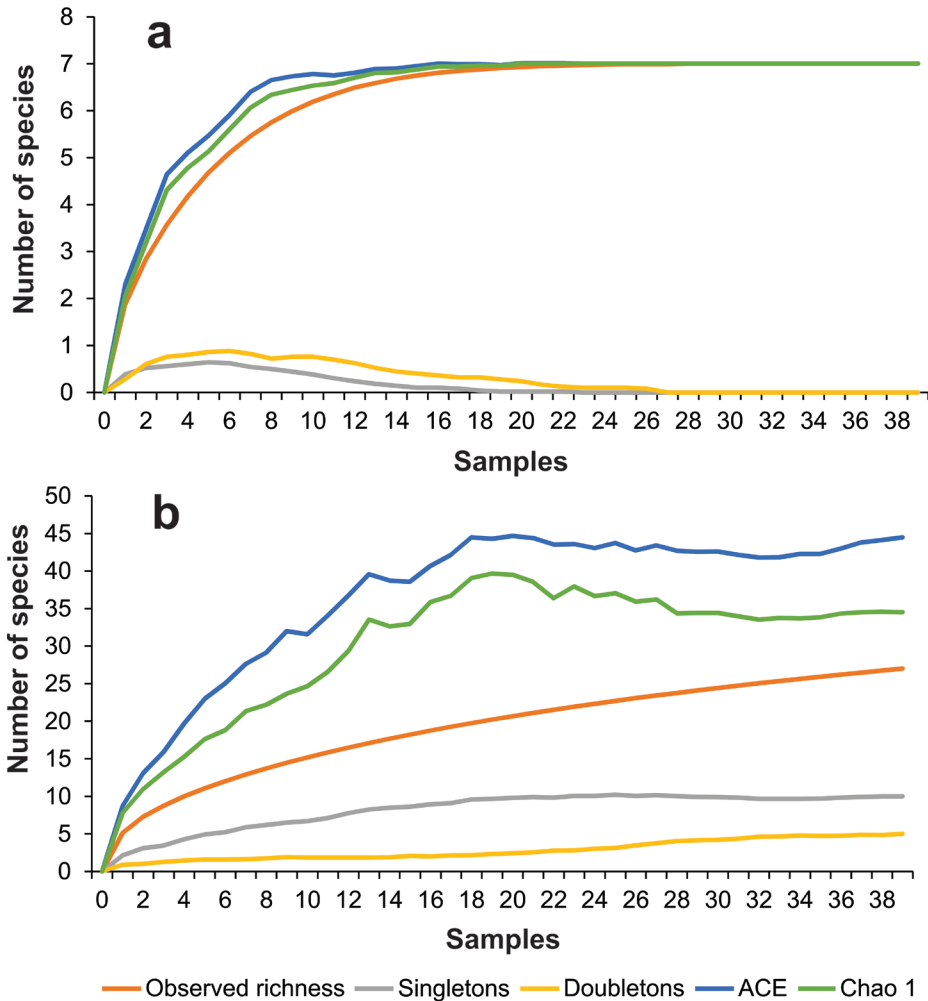 a
Number of species
8
7
6
5
4
3
2
1
0
0 2 4 6 8 10 12 14 16 18 20 22 24 26 28 30 32 34 36 38
Samples
b
Number of species
50
45
40
35
30
25
20
15
10
5
0
0 2 4 6 8 10 12 14 16 18 20 22 24 26 28 30 32 34 36 38
Samples
Observed richness Singletons Doubletons ACE Chao 1